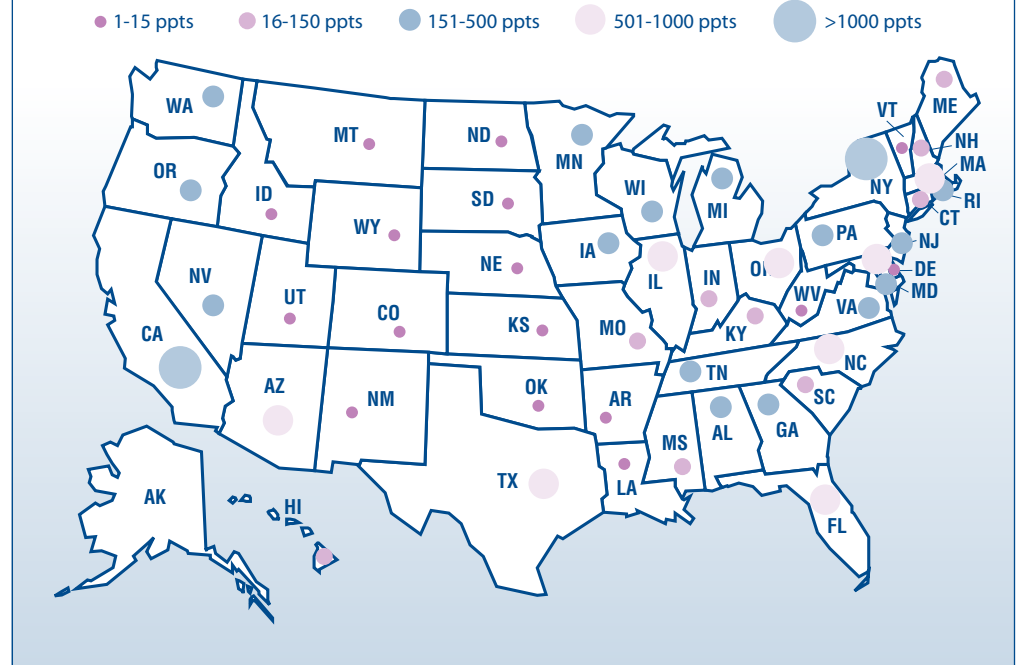 1-15 ppts 16-150 ppts 151-500 ppts 501-1000 ppts >1000 ppts
WA
ME
VT
MT
ND
NH
MN
MA
OR
WI
NY
ID
SD
RI
MI
CT
WY
PA
NJ
IA
NE
OH
DE
NV
IL
IN
MD
UT
WV
VA
CO
KS
MO
KY
CA
NC
TN
AZ
OK
NM
AR
SC
GA
AL
MS
TX
LA
AK
HI
FL